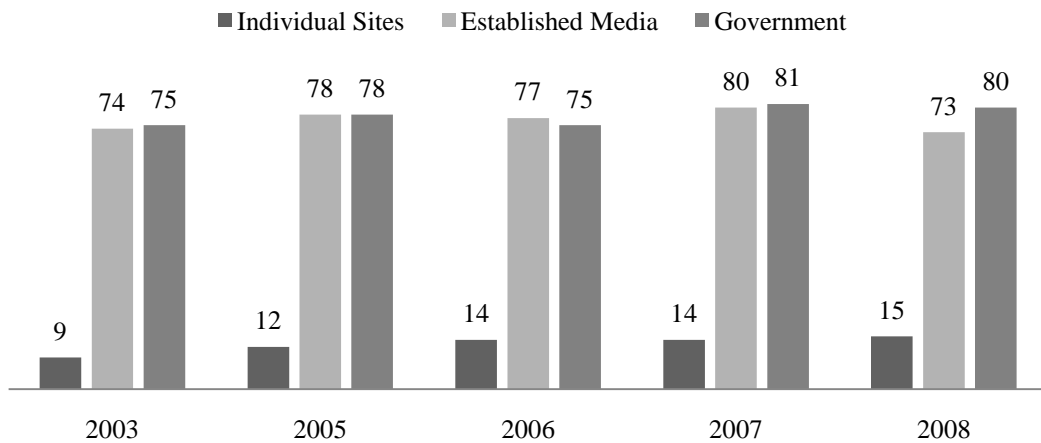 Individual Sites Established Media Government
74 75 78 78 77 75 80 81 73 80
9 12 14 14 15
2003 2005 2006 2007 2008